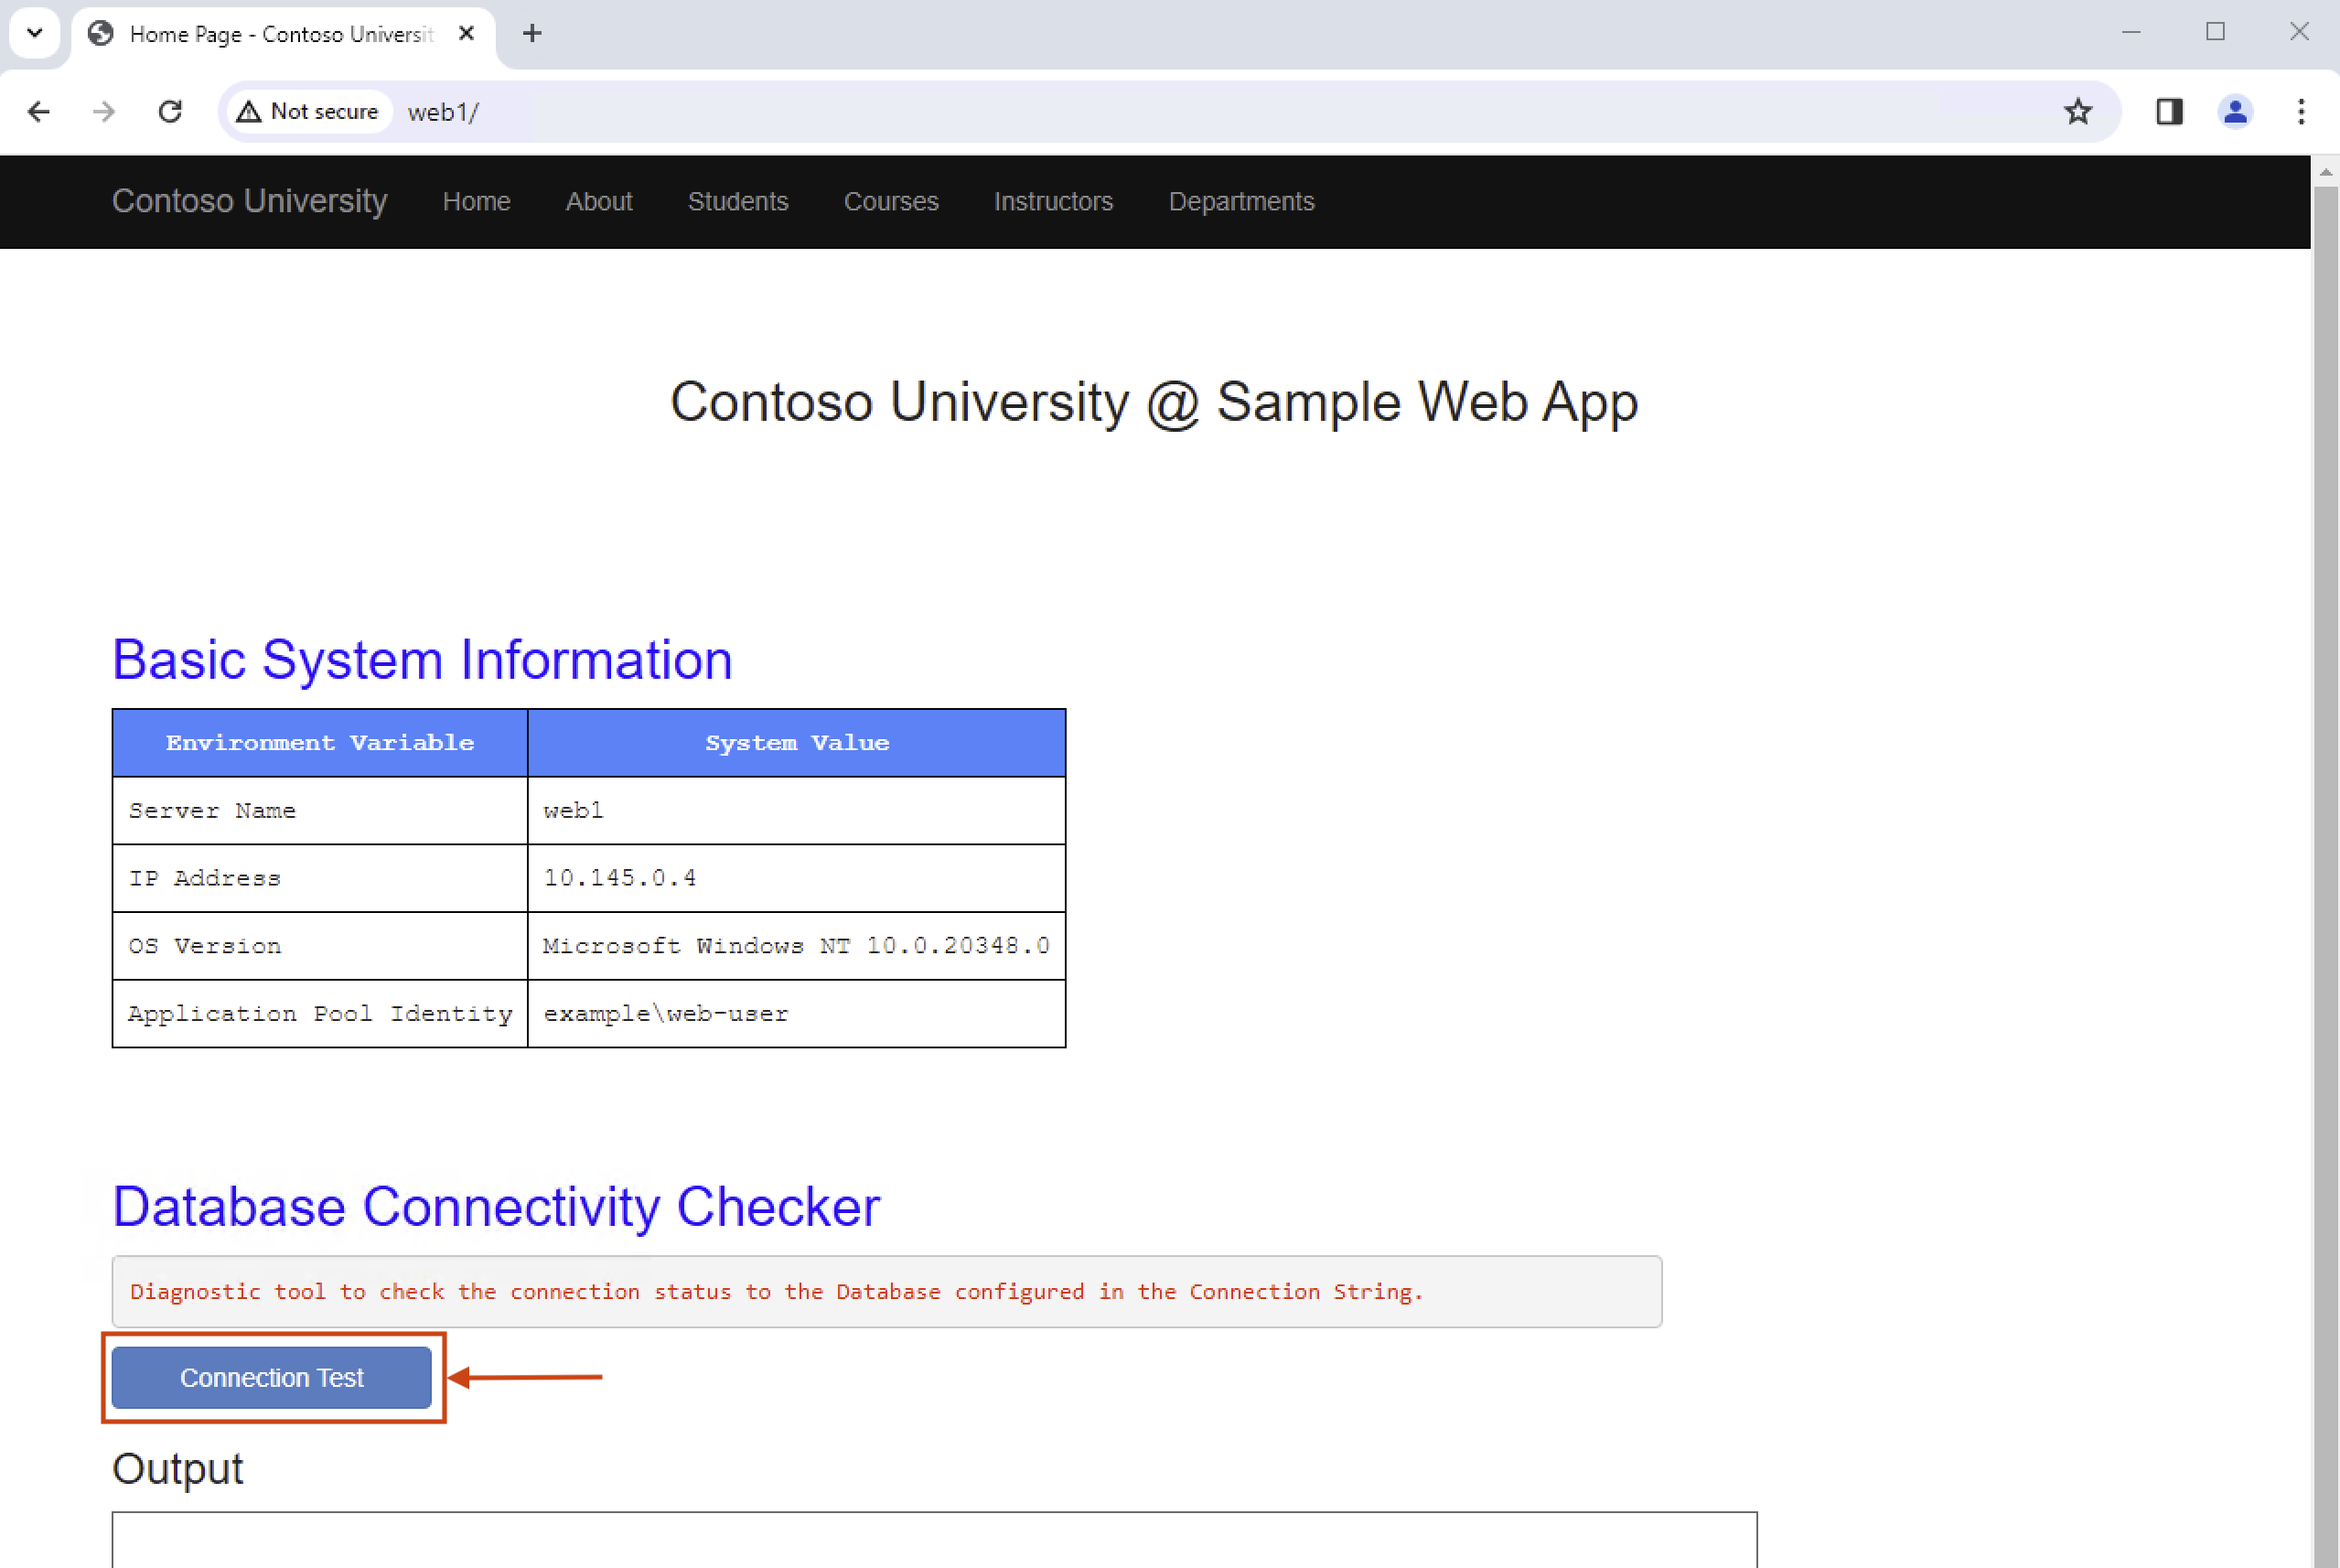 Home Page - Contoso Universit
Not secure web1/
Contoso University Home About Students Courses Instructors Departments
Contoso University @ Sample Web App
Basic System Information
Environment Variable System Value
Server Name web1
IP Address 10.145.0.4
OS Version Microsoft Windows NT 10.0.20348.0
Application Pool Identity example\web-user
Database Connectivity Checker
Diagnostic tool to check the connection status to the Database configured in the Connection String.
Connection Test
Output